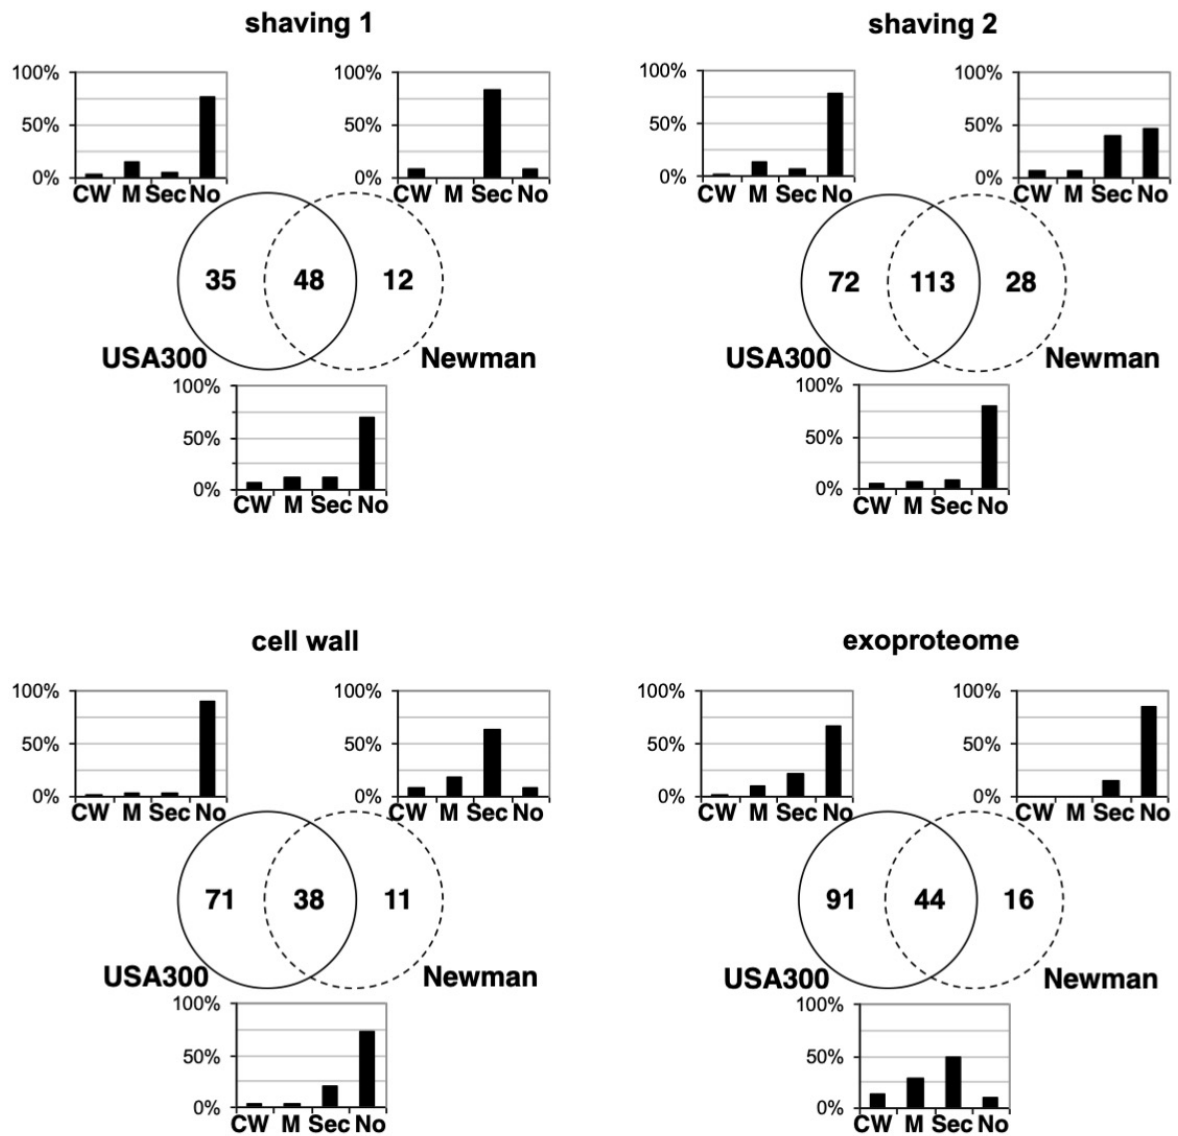 shaving 1
shaving 2
100%
50%
0%
CW M Sec No
100%
50%
0%
CW M Sec No
100%
50%
0%
CW M Sec No
100%
50%
0%
CW M Sec No
35 48 12
72 113 28
USA300 Newman
USA300 Newman
100%
50%
0%
CW M Sec No
100%
50%
0%
CW M Sec No
cell wall
exoproteome
100%
50%
0%
CW M Sec No
100%
50%
0%
CW M Sec No
100%
50%
0%
CW M Sec No
100%
50%
0%
CW M Sec No
71 38 11
91 44 16
USA300 Newman
USA300 Newman
100%
50%
0%
CW M Sec No
100%
50%
0%
CW M Sec No